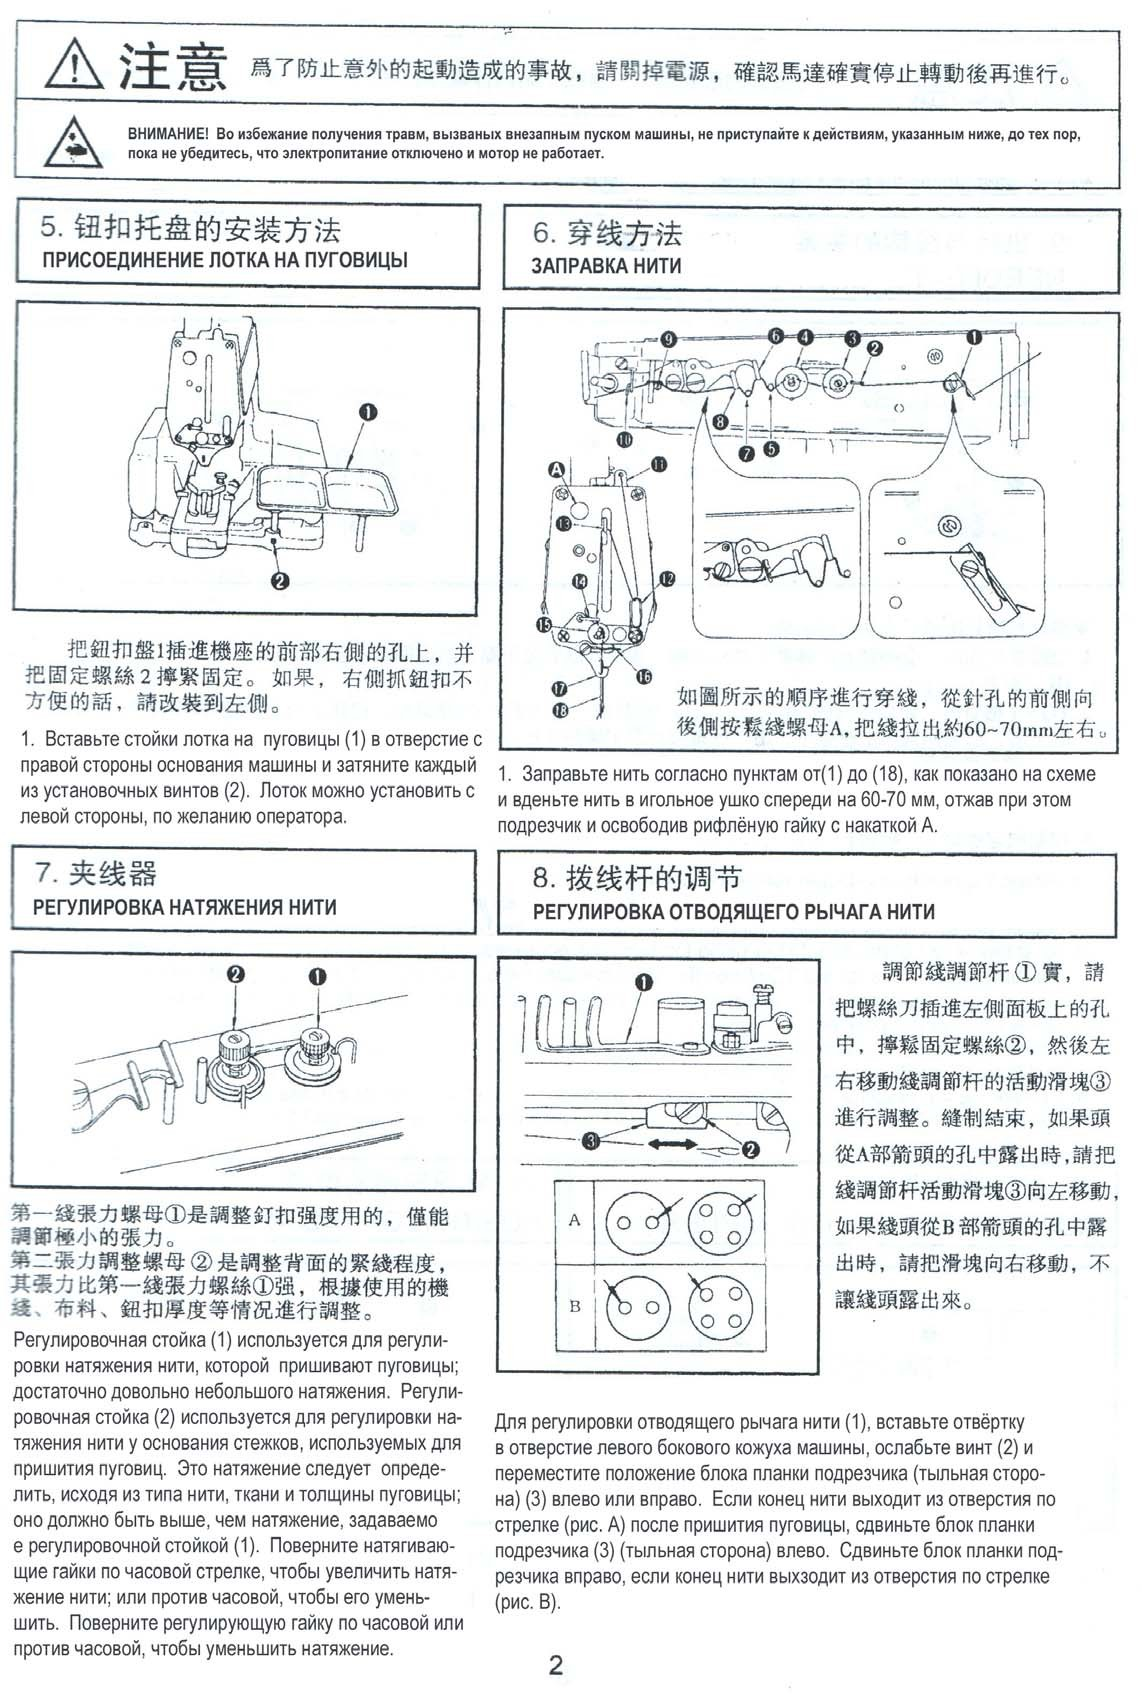 注意
爲了防止意外的起動造成的事故，請關掉電源，確認馬達確實停止轉動後再進行。
ВНИМАНИЕ! Во избежание получения травм, вызваных внезапным пуском машины, не приступайте к действиям, указанным ниже, до тех пор,
пока не убедитесь, что электропитание отключено и мотор не работает.
5. 钮扣托盘的安装方法
ПРИСОЕДИНЕНИЕ ЛОТКА НА ПУГОВИЦЫ
1
2
把鈕扣盤1插進機座的前部右側的孔上，并
把固定螺絲2擰緊固定。如果，右側抓鈕扣不
方便的話，請改裝到左側。
1. Вставьте стойки лотка на пуговицы (1) в отверстие с
правой стороны основания машины и затяните каждый
из установочных винтов (2). Лоток можно установить с
левой стороны, по желанию оператора.
6. 穿线方法
ЗАПРАВКА НИТИ
9 6 4 3 2 1
10 8 7 5
A 11
13
14 12
15
16
17
18
如圖所示的順序進行穿綫，從針孔的前側向
後側按鬆綫螺母A，把綫拉出約60~70mm左右。
1. Заправьте нить согласно пунктам от(1) до (18), как показано на схеме
и вденьте нить в игольное ушко спереди на 60-70 мм, отжав при этом
подрезчик и освободив рифлёную гайку с накаткой А.
7. 夹线器
РЕГУЛИРОВКА НАТЯЖЕНИЯ НИТИ
2 1
第一綫張力螺母①是調整釘扣强度用的，僅能
調節極小的張力。
第二張力調整螺母②是調整背面的緊綫程度，
其張力比第一綫張力螺絲①强，根據使用的機
綫、布料、鈕扣厚度等情况進行調整。
Регулировочная стойка (1) используется для регули-
ровки натяжения нити, которой пришивают пуговицы;
достаточно довольно небольшого натяжения. Регули-
ровочная стойка (2) используется для регулировки на-
тяжения нити у основания стежков, используемых для
пришития пуговиц. Это натяжение следует опреде-
лить, исходя из типа нити, ткани и толщины пуговицы;
оно должно быть выше, чем натяжение, задаваемо
е регулировочной стойкой (1). Поверните натягиваю-
щие гайки по часовой стрелке, чтобы увеличить натя-
жение нити; или против часовой, чтобы его умень-
шить. Поверните регулирующую гайку по часовой или
против часовой, чтобы уменьшить натяжение.
8. 拨线杆的调节
РЕГУЛИРОВКА ОТВОДЯЩЕГО РЫЧАГА НИТИ
1
3 2
A
B
調節綫調節杆①實，請
把螺絲刀插進左側面板上的孔
中，擰鬆固定螺絲②，然後左
右移動綫調節杆的活動滑塊③
進行調整。縫制結束，如果頭
從A部箭頭的孔中露出時，請把
綫調節杆活動滑塊③向左移動，
如果綫頭從B部箭頭的孔中露
出時，請把滑塊向右移動，不
讓綫頭露出來。
Для регулировки отводящего рычага нити (1), вставьте отвёртку
в отверстие левого бокового кожуха машины, ослабьте винт (2) и
переместите положение блока планки подрезчика (тыльная сторо-
на) (3) влево или вправо. Если конец нити выходит из отверстия по
стрелке (рис. А) после пришития пуговицы, сдвиньте блок планки
подрезчика (3) (тыльная сторона) влево. Сдвиньте блок планки под-
резчика вправо, если конец нити выхзодит из отверстия по стрелке
(рис. В).
2